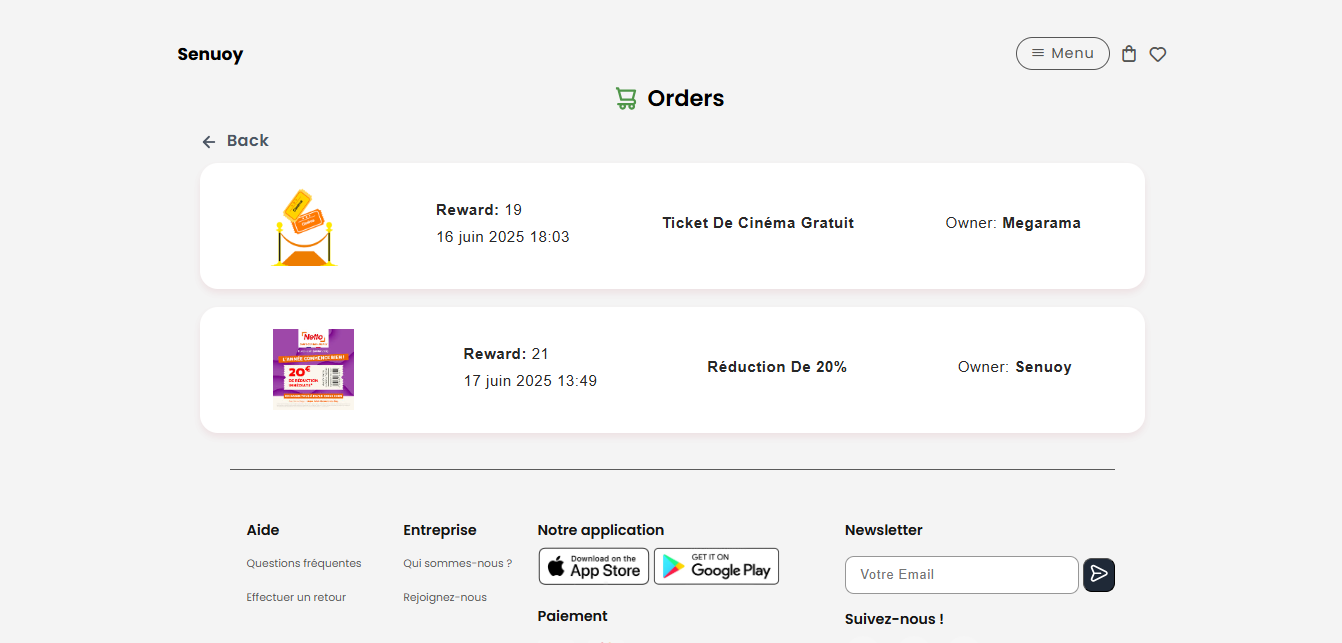 Senuoy
Menu
Orders
Back
Reward: 19
16 juin 2025 18:03
Ticket De Cinéma Gratuit
Owner: Megarama
Netto
L'ANNÉE COMMENCE BIEN !
20€
DE RÉDUCTION
IMMÉDIATE*
Reward: 21
17 juin 2025 13:49
Réduction De 20%
Owner: Senuoy
Aide
Questions fréquentes
Effectuer un retour
Entreprise
Qui sommes-nous ?
Rejoignez-nous
Notre application
Download on the
App Store
GET IT ON
Google Play
Paiement
Newsletter
Votre Email
Suivez-nous !